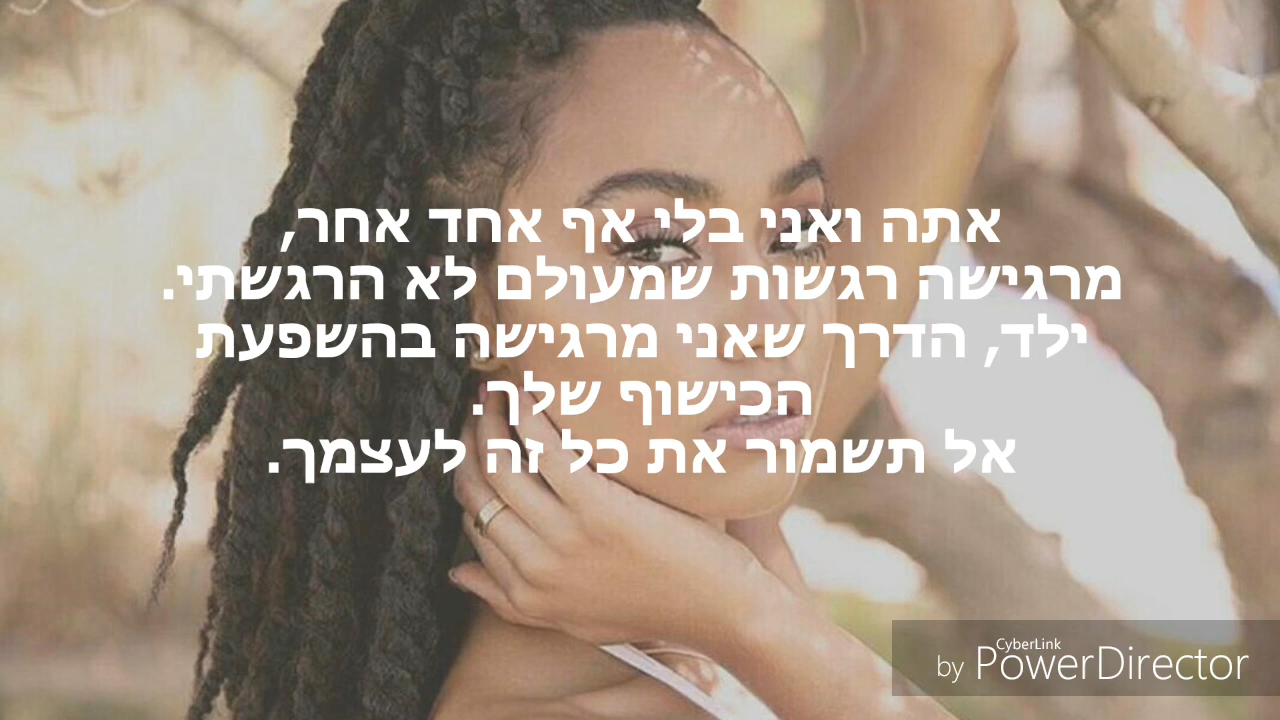 אתה ואני בלי אף אחד אחר,
מרגישה רגשות שמעולם לא הרגשתי.
ילד, הדרך שאני מרגישה בהשפעת
הכישוף שלך.
אל תשמור את כל זה לעצמך.
CyberLink
by PowerDirector